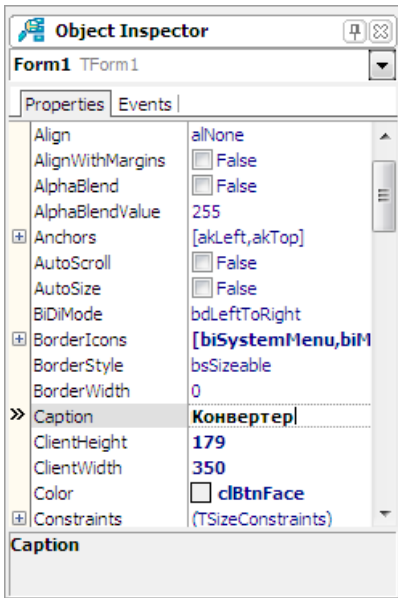 Object Inspector
Form1 TForm1
Properties Events
Align alNone
AlignWithMargins False
AlphaBlend False
AlphaBlendValue 255
Anchors [akLeft,akTop]
AutoScroll False
AutoSize False
BiDiMode bdLeftToRight
BorderIcons [biSystemMenu,biM
BorderStyle bsSizeable
BorderWidth 0
Caption Конвертер
ClientHeight 179
ClientWidth 350
Color clBtnFace
Constraints (TSizeConstraints)
Caption